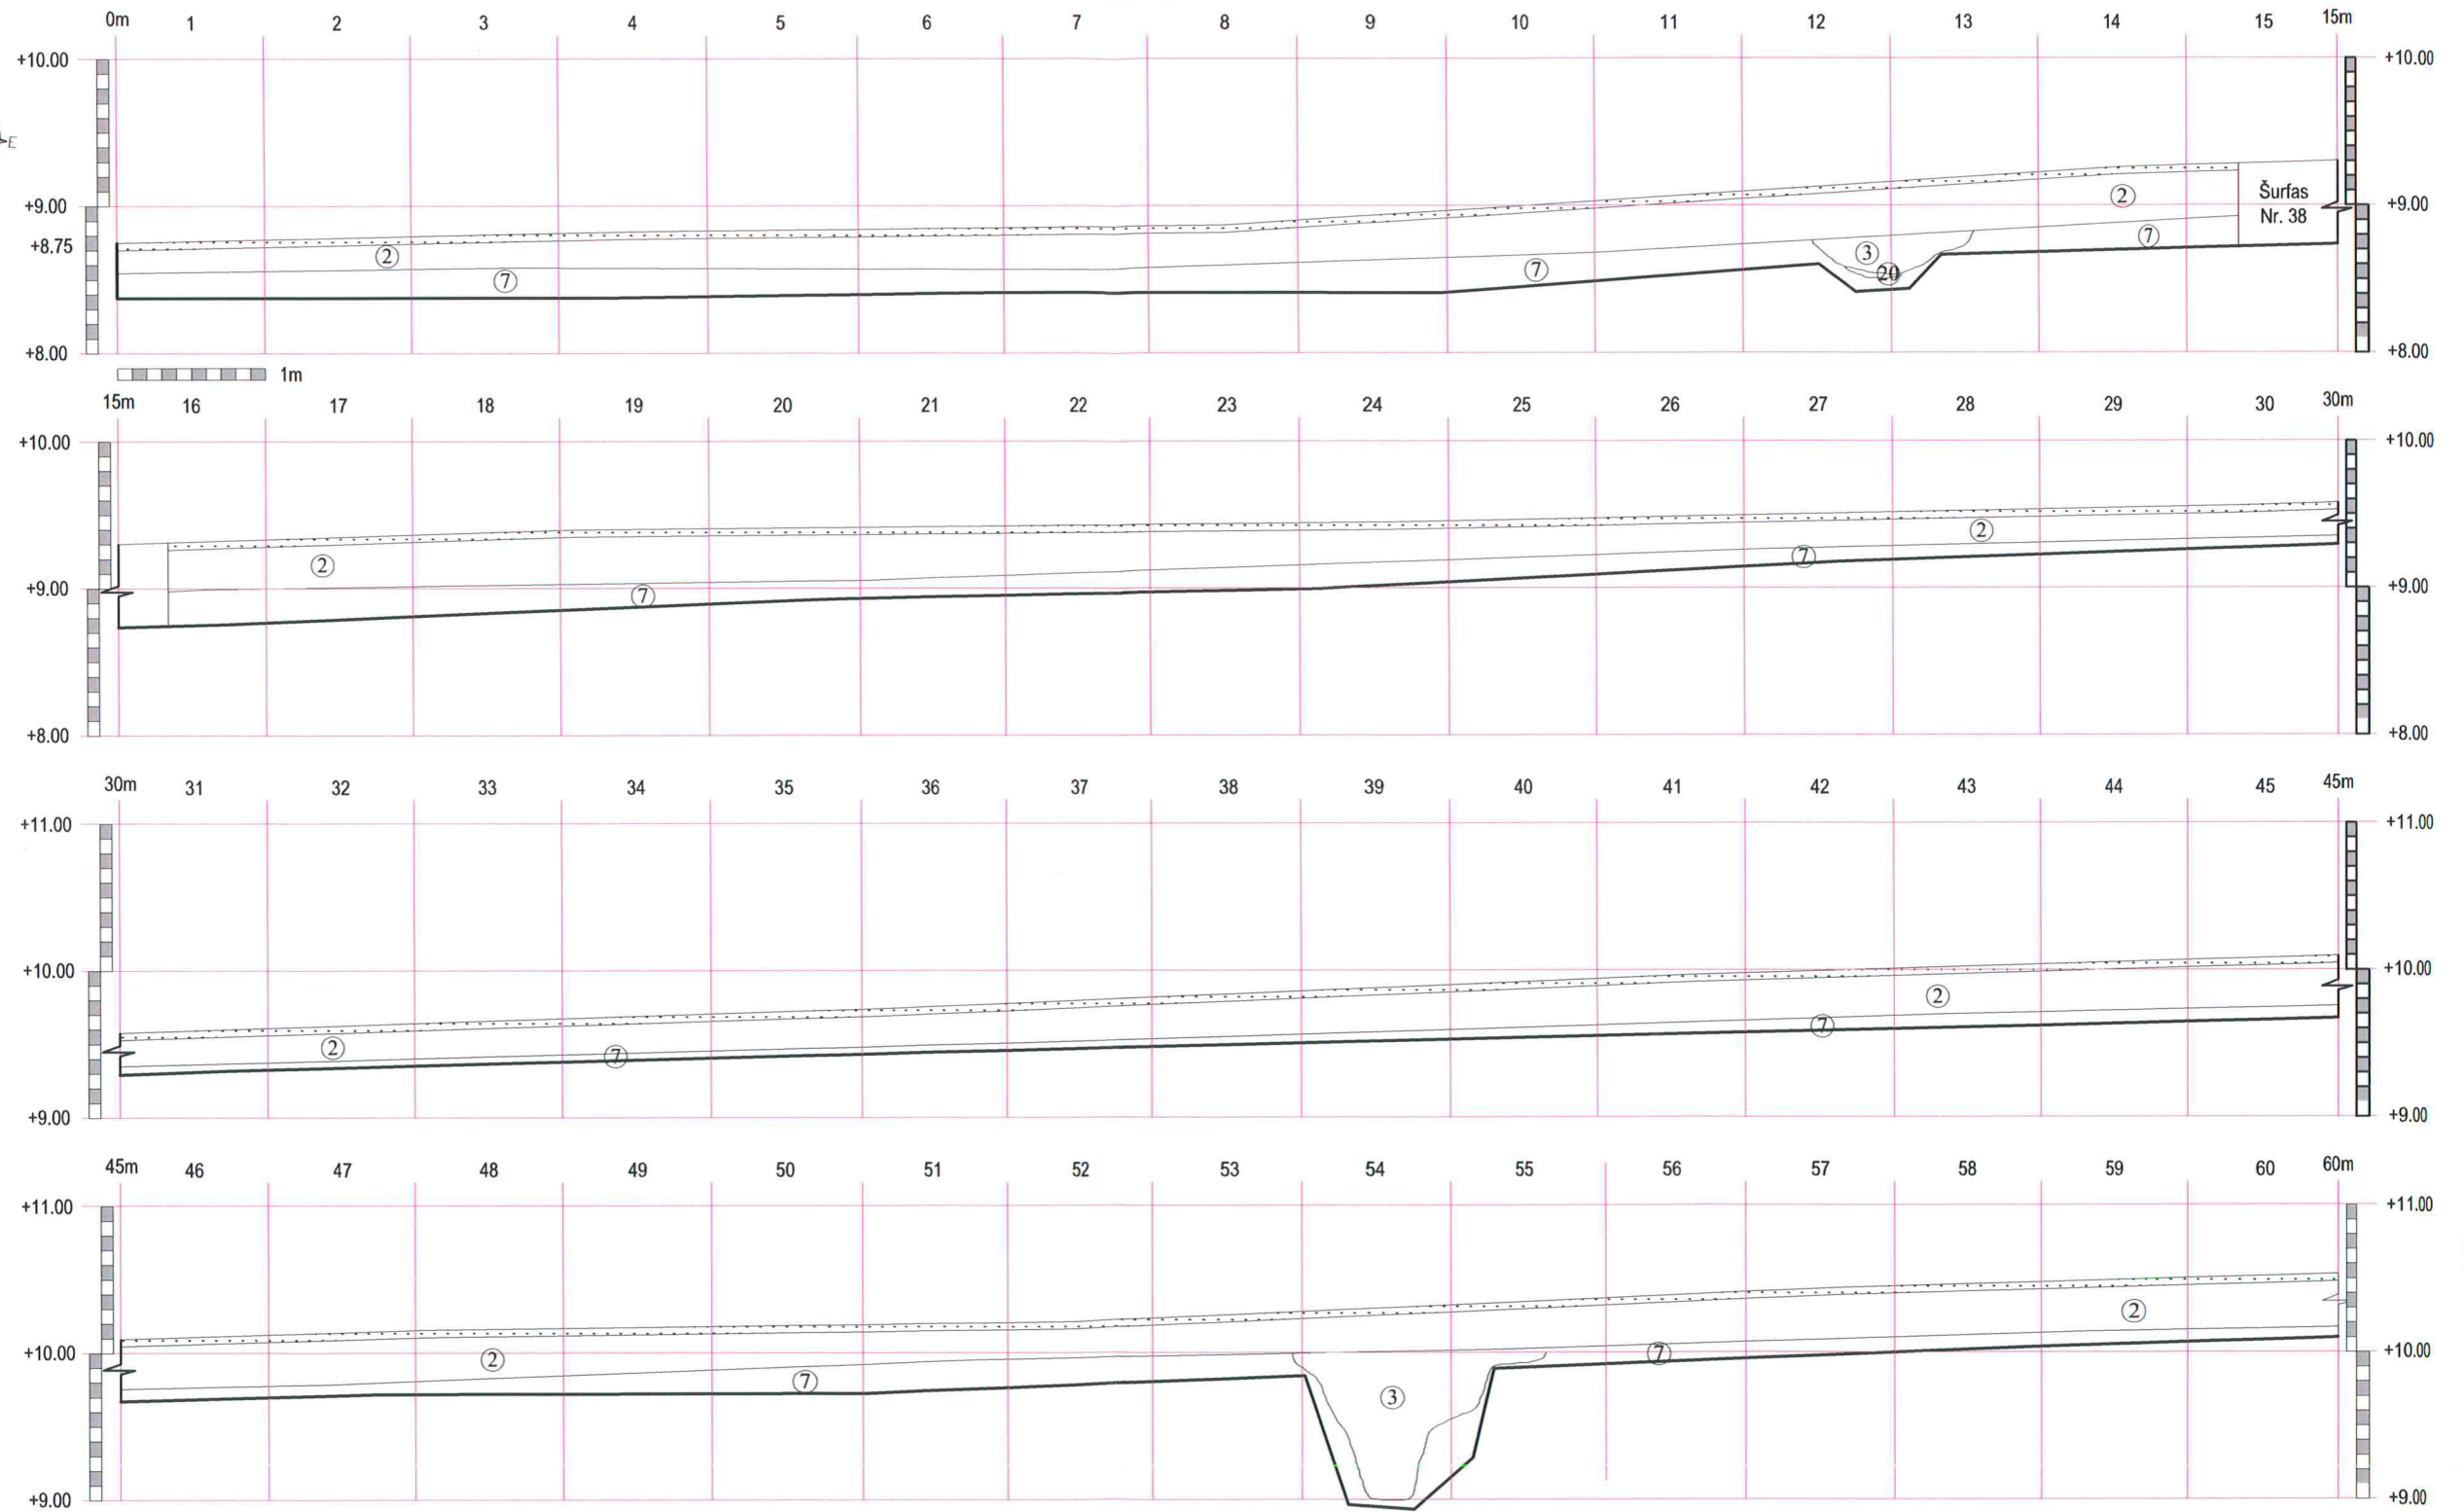 0m 1 2 3 4 5 6 7 8 9 10 11 12 13 14 15 15m
+10.00 +10.00
E
2 Šurfas
+9.00 Nr. 38 +9.00
+8.75 2 3 7
7 7 20
+8.00 +8.00
1m
15m 16 17 18 19 20 21 22 23 24 25 26 27 28 29 30 30m
+10.00 +10.00
2 7 2
+9.00 7 +9.00
+8.00 +8.00
30m 31 32 33 34 35 36 37 38 39 40 41 42 43 44 45 45m
+11.00 +11.00
+10.00 +10.00
2 7 7 2
+9.00 +9.00
45m 46 47 48 49 50 51 52 53 54 55 56 57 58 59 60 60m
+11.00 +11.00
2
+10.00 2 7 +10.00
7 3
+9.00 +9.00